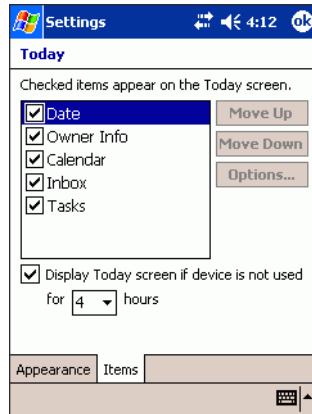 Settings 4:12 ok
Today
Checked items appear on the Today screen.
Date
Owner Info
Calendar
Inbox
Tasks
Move Up
Move Down
Options...
Display Today screen if device is not used
for 4 hours
Appearance Items